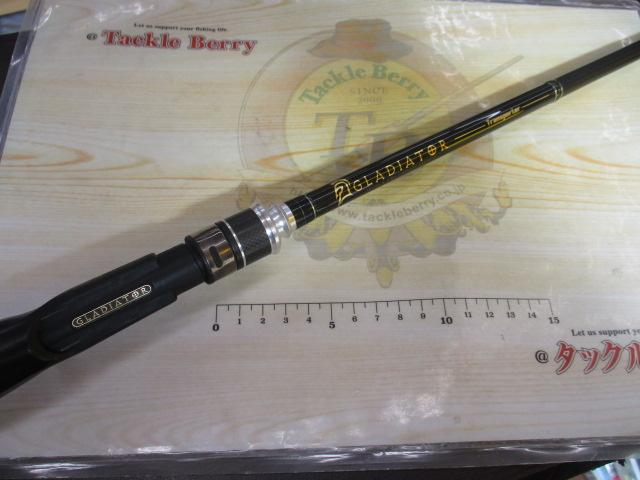 Let us support your fishing life.
@ Tackle Berry
Tackle Berry
SINCE
2000
GLADIATOR
Transporter
www.tackleberry.co.jp
GLADIATOR
0 1 2 3 4 5 6 7 8 9 10 11 12 13 14 15
Let us support yo
@ タックル